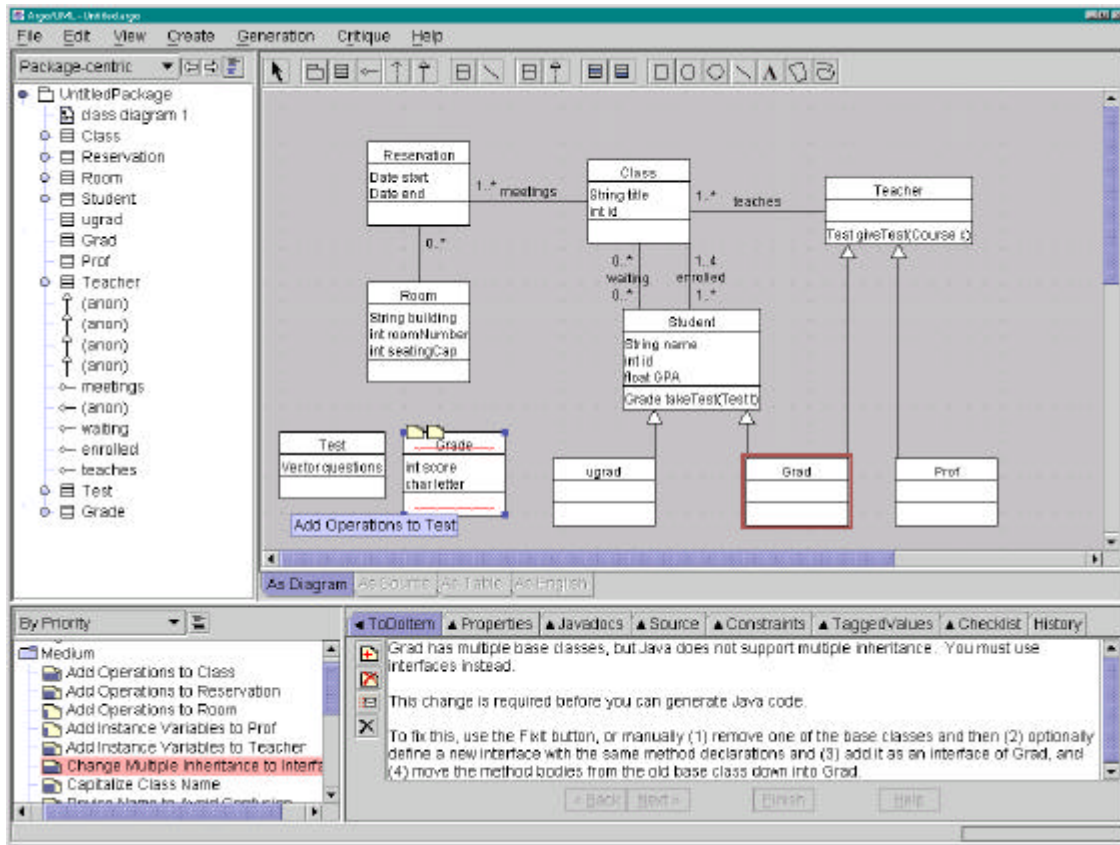 Argo/UML - Untitled.argo
File Edit View Create Generation Critique Help
Package-centric
UntitledPackage
class diagram 1
Class
Reservation
Room
Student
ugrad
Grad
Prof
Teacher
(anon)
(anon)
(anon)
(anon)
meetings
(anon)
waiting
enrolled
teaches
Test
Grade
Reservation
Date start
Date end
1..* meetings
Class
String title
int id
1..* teaches
Teacher
Test giveTest(Course c)
0..*
0..* 1..4
waiting enrolled
0..* 1..*
Room
String building
int roomNumber
int seatingCap
Student
String name
int id
float GPA
Grade takeTest(Test t)
Test
Vector questions
Grade
int score
char letter
ugrad
Grad
Prof
Add Operations to Test
As Diagram As Source As Table As English
By Priority
Medium
Add Operations to Class
Add Operations to Reservation
Add Operations to Room
Add Instance Variables to Prof
Add Instance Variables to Teacher
Change Multiple Inheritance to Interfa
Capitalize Class Name
Revise Name to Avoid Confusion
ToDoItem Properties Javadocs Source Constraints TaggedValues Checklist History
Grad has multiple base classes, but Java does not support multiple inheritance. You must use
interfaces instead.
This change is required before you can generate Java code.
To fix this, use the FixIt button, or manually (1) remove one of the base classes and then (2) optionally
define a new interface with the same method declarations and (3) add it as an interface of Grad, and
(4) move the method bodies from the old base class down into Grad.
< Back Next > Finish Help